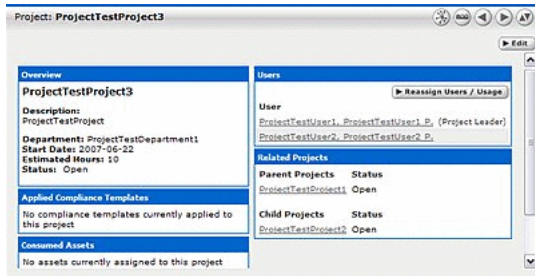 Project: ProjectTestProject3
Edit
Overview
ProjectTestProject3
Description:
ProjectTestProject
Department: ProjectTestDepartment1
Start Date: 2007-06-22
Estimated Hours: 10
Status: Open
Applied Compliance Templates
No compliance templates currently applied to
this project
Consumed Assets
No assets currently assigned to this project
Users
Reassign Users / Usage
User
ProjectTestUser1, ProjectTestUser1 P. (Project Leader)
ProjectTestUser2, ProjectTestUser2 P.
Related Projects
Parent Projects Status
ProjectTestProject1 Open
Child Projects Status
ProjectTestProject2 Open